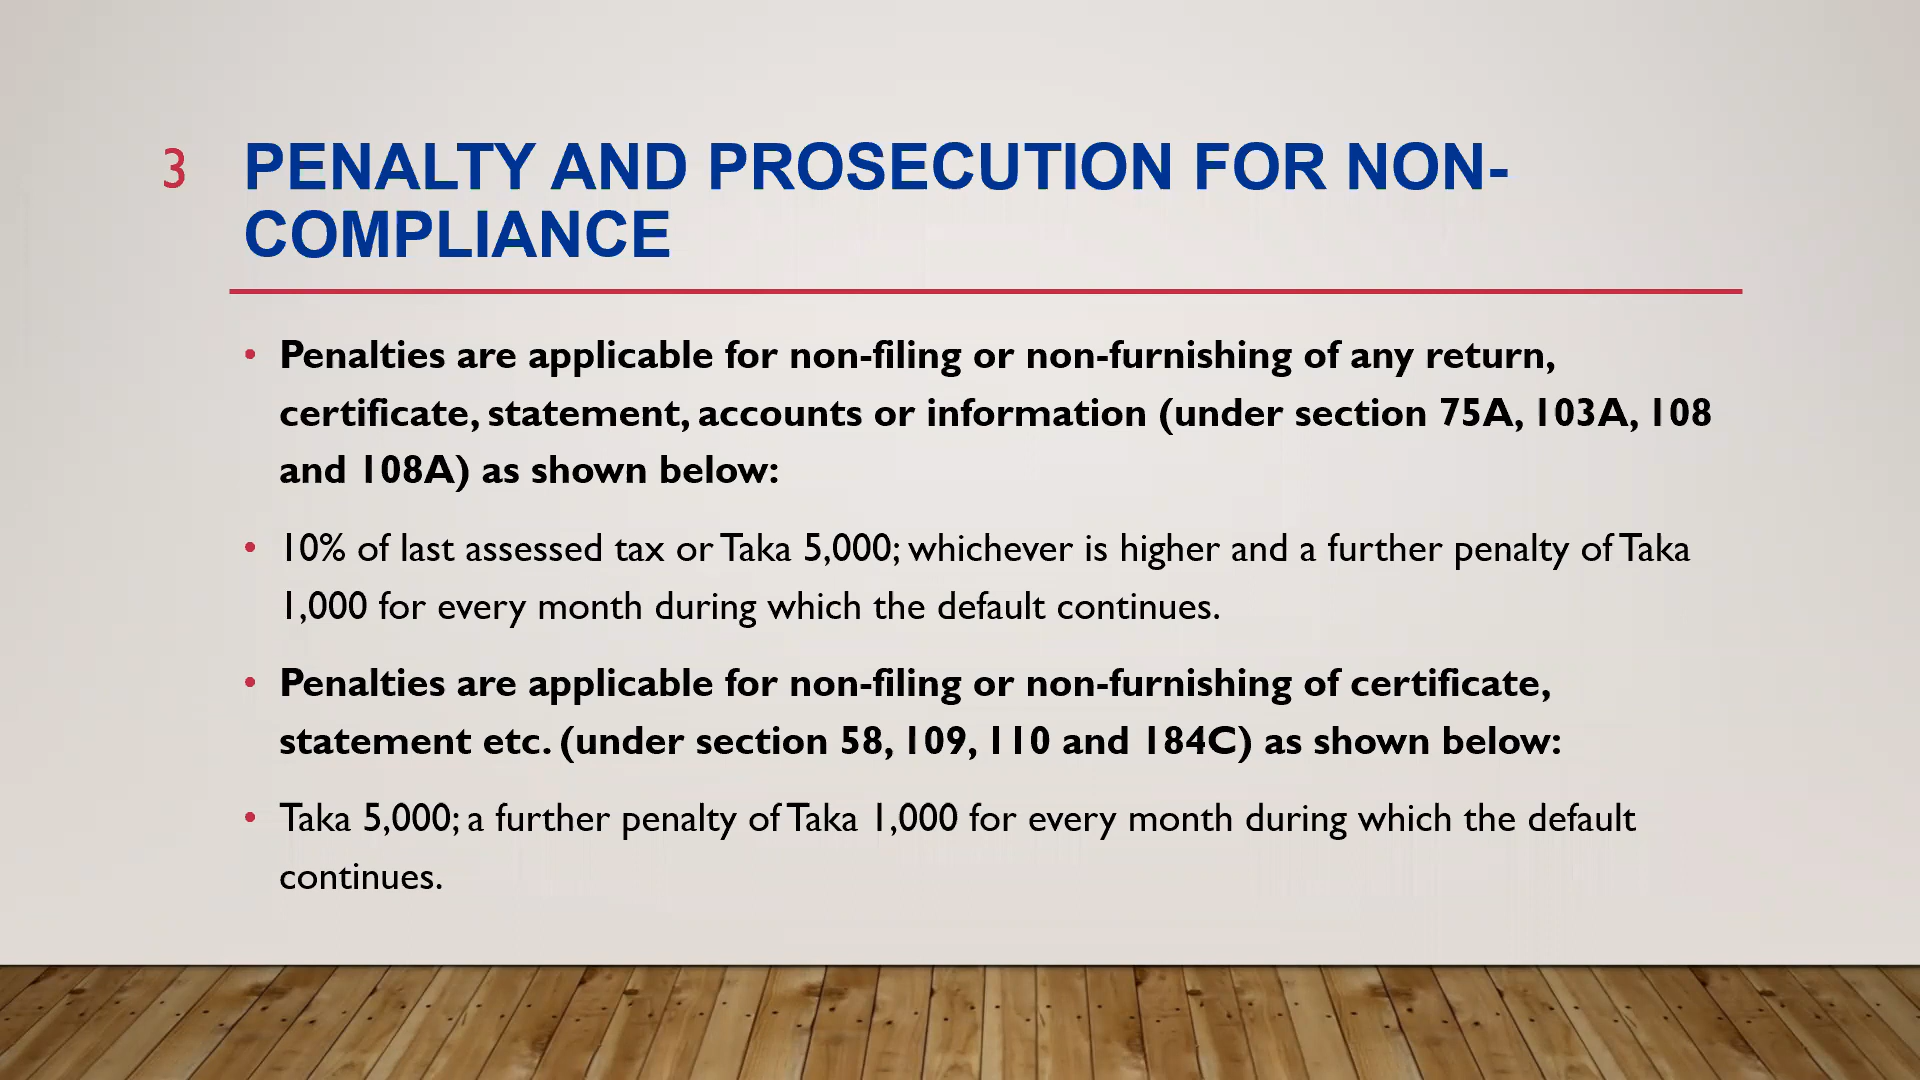 3
PENALTY AND PROSECUTION FOR NON-
COMPLIANCE
• Penalties are applicable for non-filing or non-furnishing of any return,
certificate, statement, accounts or information (under section 75A, 103A, 108
and 108A) as shown below:
• 10% of last assessed tax or Taka 5,000; whichever is higher and a further penalty of Taka
1,000 for every month during which the default continues.
• Penalties are applicable for non-filing or non-furnishing of certificate,
statement etc. (under section 58, 109, 110 and 184C) as shown below:
• Taka 5,000; a further penalty of Taka 1,000 for every month during which the default
continues.